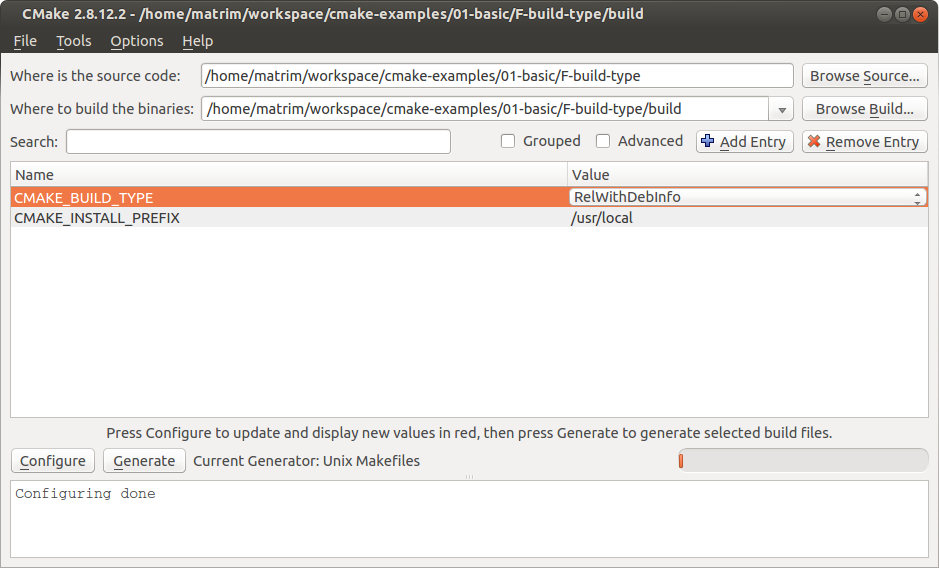 CMake 2.8.12.2 - /home/matrim/workspace/cmake-examples/01-basic/F-build-type/build
File Tools Options Help
Where is the source code: /home/matrim/workspace/cmake-examples/01-basic/F-build-type Browse Source...
Where to build the binaries: /home/matrim/workspace/cmake-examples/01-basic/F-build-type/build Browse Build...
Search: Grouped Advanced Add Entry Remove Entry
Name Value
CMAKE_BUILD_TYPE RelWithDebInfo
CMAKE_INSTALL_PREFIX /usr/local
Press Configure to update and display new values in red, then press Generate to generate selected build files.
Configure Generate Current Generator: Unix Makefiles
Configuring done